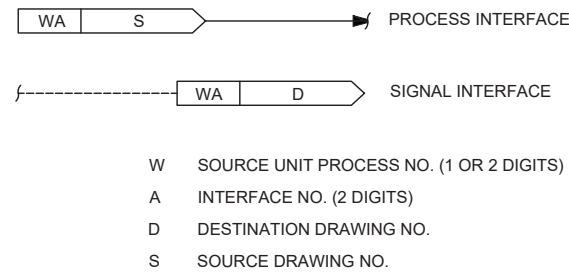 WA S PROCESS INTERFACE
WA D SIGNAL INTERFACE
W SOURCE UNIT PROCESS NO. (1 OR 2 DIGITS)
A INTERFACE NO. (2 DIGITS)
D DESTINATION DRAWING NO.
S SOURCE DRAWING NO.